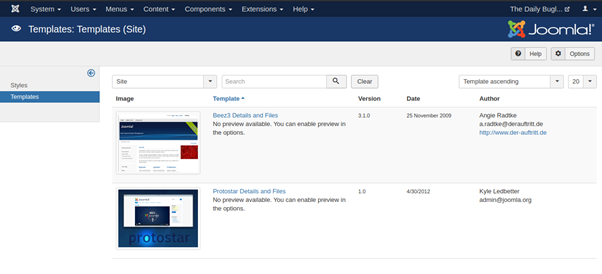 System Users Menus Content Components Extensions Help The Daily Bugl...
Templates: Templates (Site) Joomla!
Help Options
Styles
Templates
Site Search Clear Template ascending 20
Image Template Version Date Author
Beez3 Details and Files 3.1.0 25 November 2009 Angie Radtke
No preview available. You can enable preview in a.radtke@derauftritt.de
the options. http://www.der-auftritt.de
Joomla!
Protostar Details and Files 1.0 4/30/2012 Kyle Ledbetter
No preview available. You can enable preview in admin@joomla.org
the options.
protostar